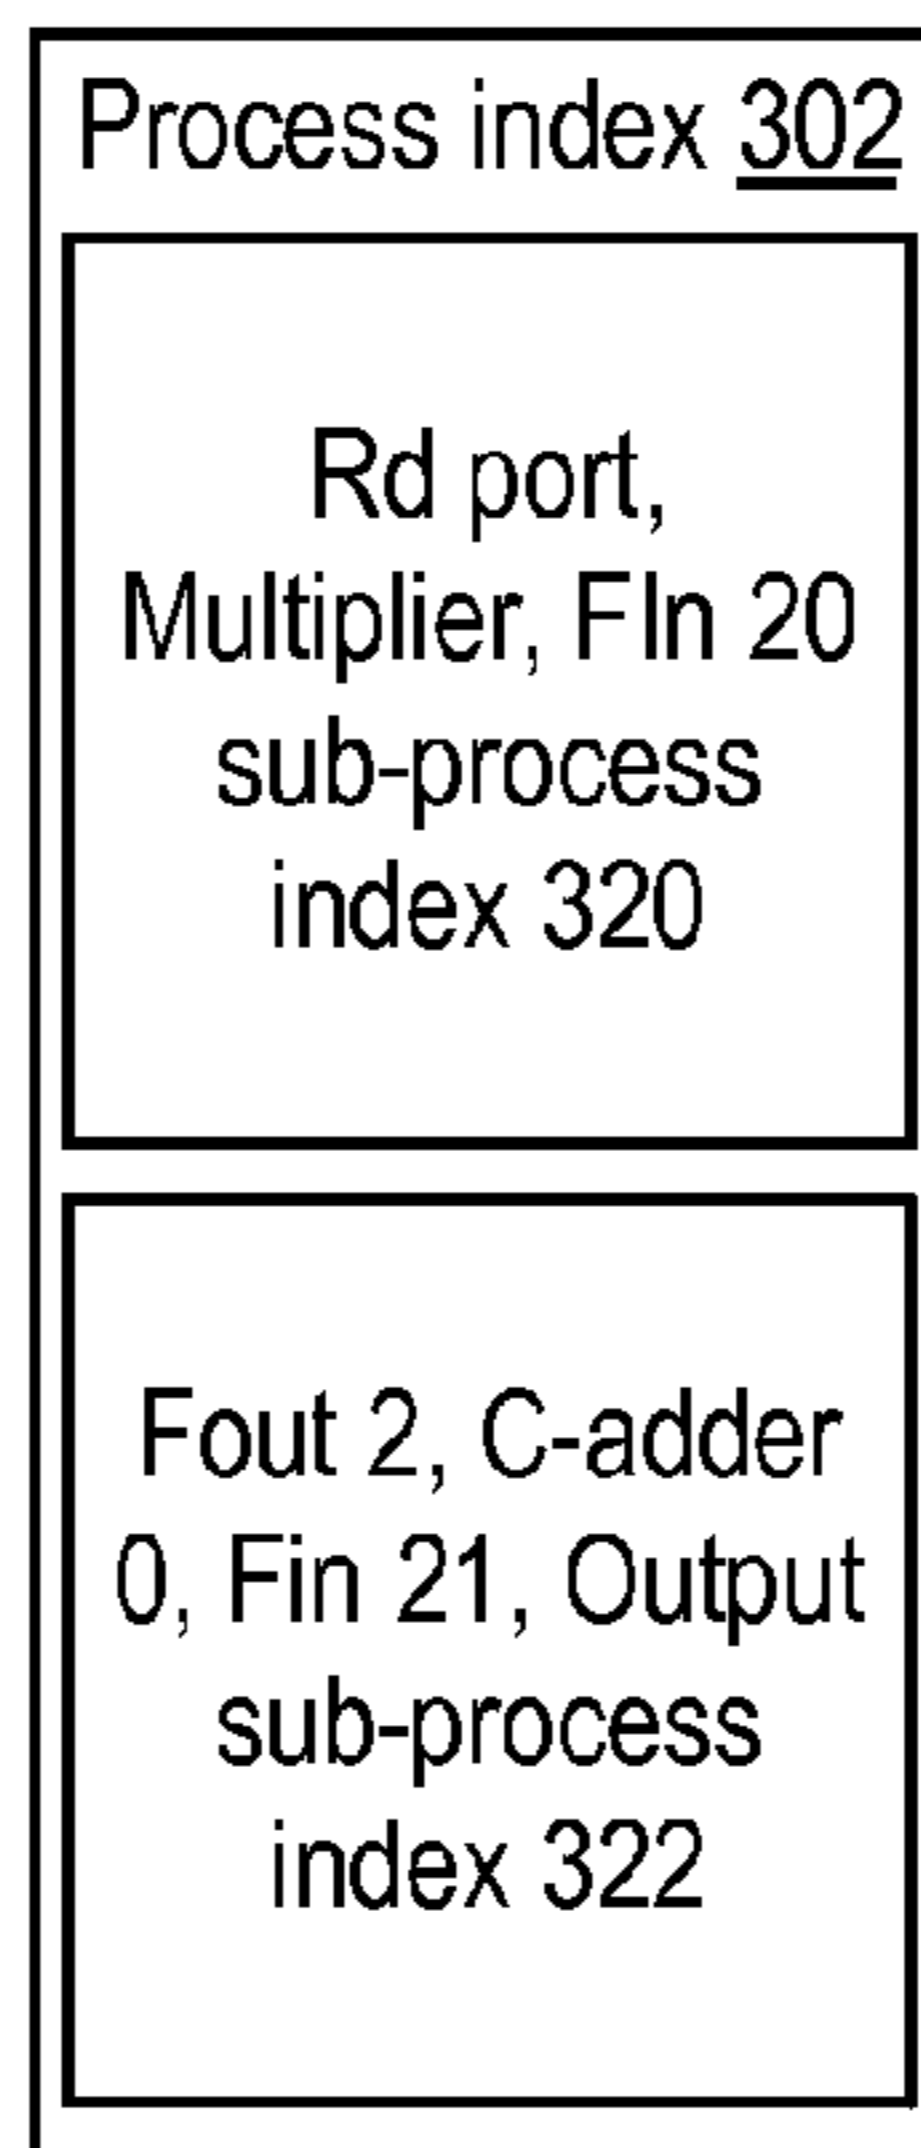 Process index 302
Rd port,
Multiplier, FIn 20
sub-process
index 320
Fout 2, C-adder
0, Fin 21, Output
sub-process
index 322